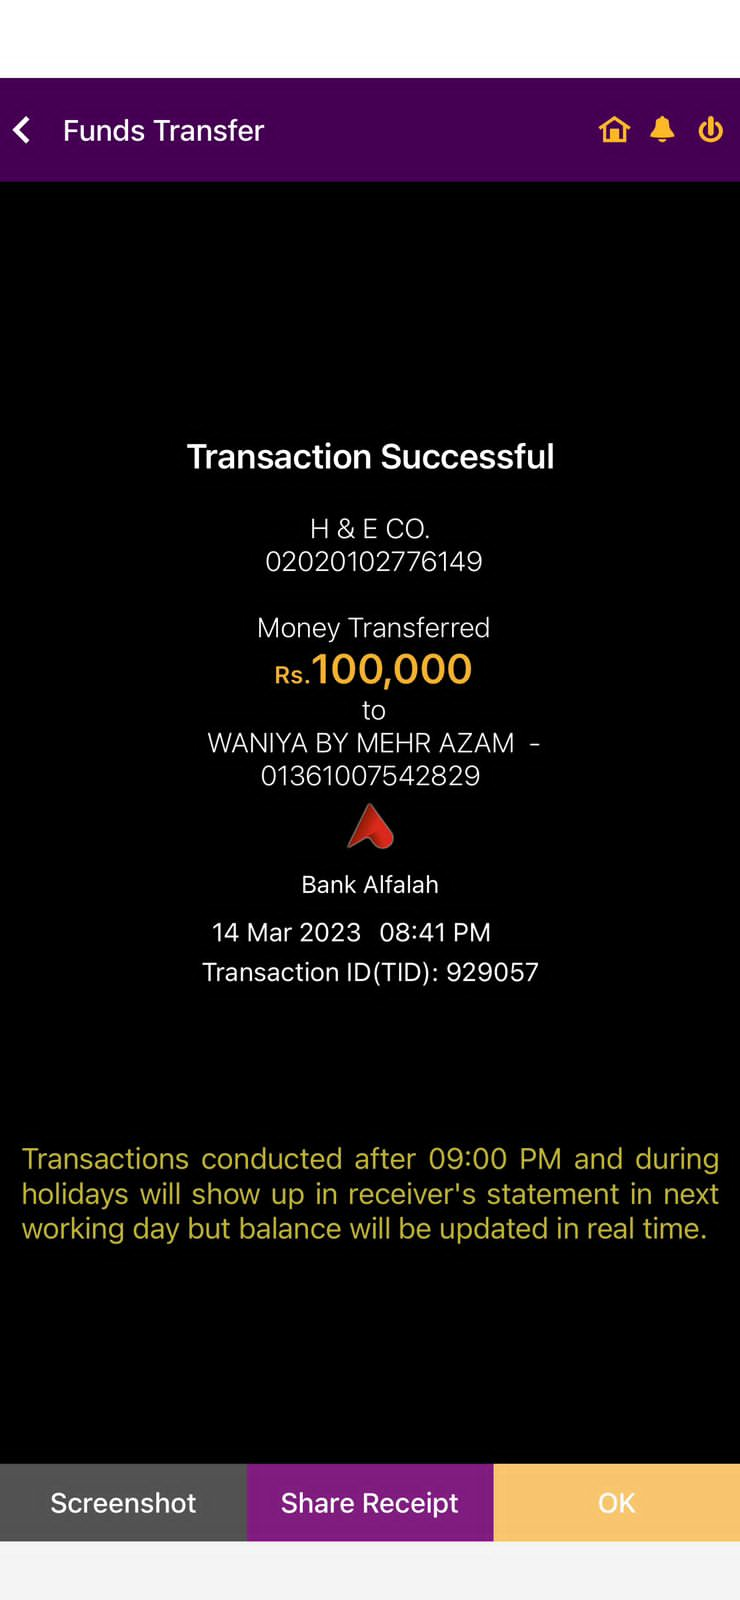 Funds Transfer
Transaction Successful
H & E CO.
02020102776149
Money Transferred
Rs.100,000
to
WANIYA BY MEHR AZAM -
01361007542829
Bank Alfalah
14 Mar 2023 08:41 PM
Transaction ID(TID): 929057
Transactions conducted after 09:00 PM and during
holidays will show up in receiver's statement in next
working day but balance will be updated in real time.
Screenshot
Share Receipt
OK